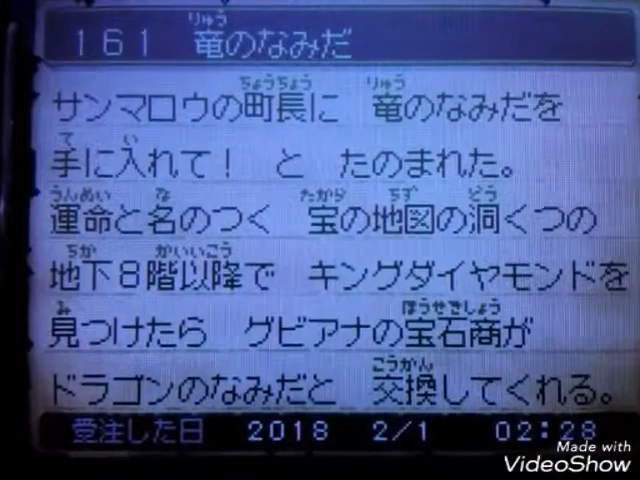 161 竜のなみだ
サンマロウの町長に 竜のなみだを
手に入れて！ と たのまれた。
運命と名のつく 宝の地図の洞くつの
地下8階以降で キングダイヤモンドを
見つけたら グビアナの宝石商が
ドラゴンのなみだと 交換してくれる。
受注した日 2018 2/1 02:28
Made with
VideoShow